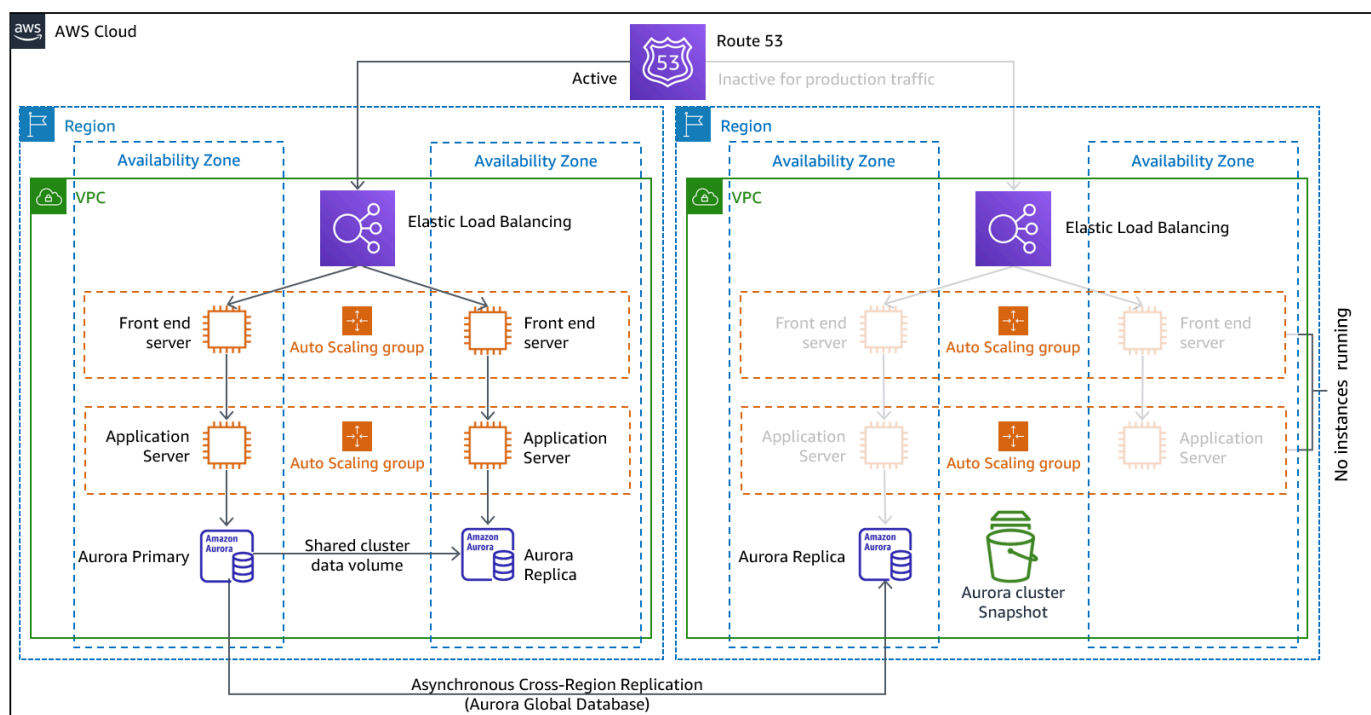 aws
AWS Cloud
Route 53
53
Active
Inactive for production traffic
Region
Availability Zone
Availability Zone
VPC
Elastic Load Balancing
Front end
server
Auto Scaling group
Front end
server
Application
Server
Auto Scaling group
Application
Server
Aurora Primary
Amazon
Aurora
Shared cluster
data volume
Amazon
Aurora
Aurora
Replica
Region
Availability Zone
Availability Zone
VPC
Elastic Load Balancing
Front end
server
Auto Scaling group
Front end
server
Application
Server
Auto Scaling group
Application
Server
No instances running
Aurora Replica
Amazon
Aurora
Aurora cluster
Snapshot
Asynchronous Cross-Region Replication
(Aurora Global Database)